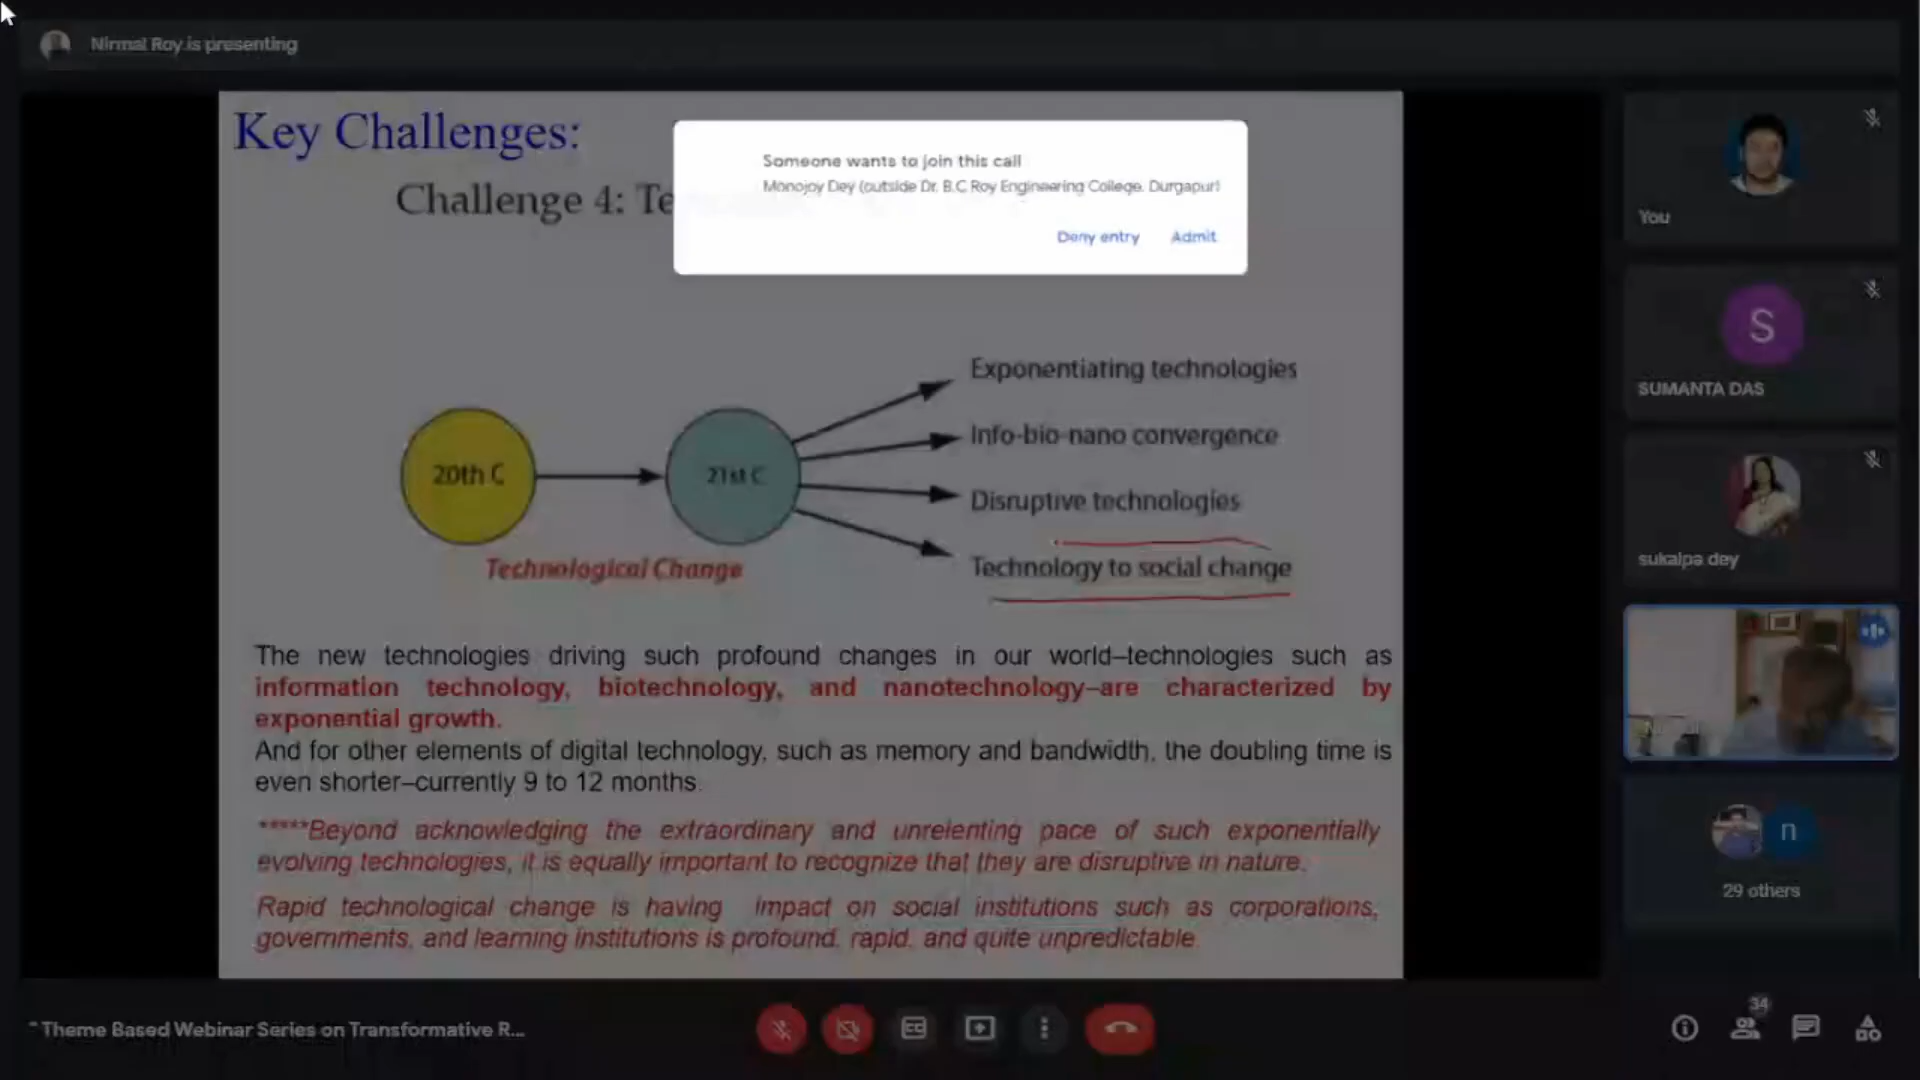 Nirmal Roy is presenting
Key Challenges:
Challenge 4: Te
Someone wants to join this call
Monojoy Dey (outside Dr. B.C Roy Engineering College. Durgapur)
Deny entry Admit
Exponentiating technologies
Info-bio-nano convergence
Disruptive technologies
Technology to social change
20th C
21st C
Technological Change
The new technologies driving such profound changes in our world–technologies such as
information technology, biotechnology, and nanotechnology–are characterized by
exponential growth.
And for other elements of digital technology, such as memory and bandwidth, the doubling time is
even shorter–currently 9 to 12 months.
*****Beyond acknowledging the extraordinary and unrelenting pace of such exponentially
evolving technologies, it is equally important to recognize that they are disruptive in nature.
Rapid technological change is having impact on social institutions such as corporations,
governments, and learning institutions is profound, rapid, and quite unpredictable.
You
S
SUMANTA DAS
sukalpa dey
n
29 others
" Theme Based Webinar Series on Transformative R...
34